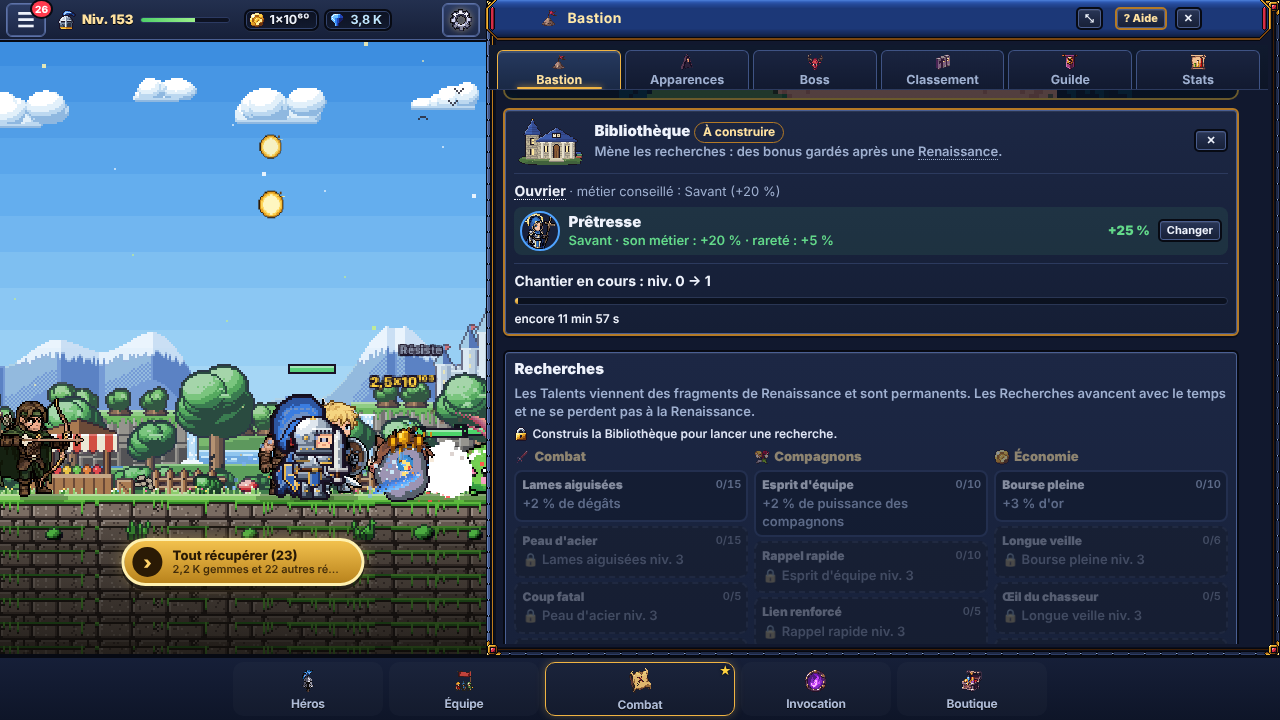 26
Niv. 153
1×10⁶⁰
3,8 K
Bastion
? Aide
Bastion
Apparences
Boss
Classement
Guilde
Stats
Bibliothèque
À construire
Mène les recherches : des bonus gardés après une Renaissance.
Ouvrier · métier conseillé : Savant (+20 %)
Prêtresse
Savant · son métier : +20 % · rareté : +5 %
+25 %
Changer
Chantier en cours : niv. 0 → 1
encore 11 min 57 s
Résiste
Recherches
Les Talents viennent des fragments de Renaissance et sont permanents. Les Recherches avancent avec le temps
et ne se perdent pas à la Renaissance.
Construis la Bibliothèque pour lancer une recherche.
Combat
Lames aiguisées
0/15
+2 % de dégâts
Peau d'acier
0/15
Lames aiguisées niv. 3
Coup fatal
0/5
Peau d'acier niv. 3
Compagnons
Esprit d'équipe
0/10
+2 % de puissance des
compagnons
Rappel rapide
0/10
Esprit d'équipe niv. 3
Lien renforcé
0/5
Rappel rapide niv. 3
Économie
Bourse pleine
0/10
+3 % d'or
Longue veille
0/6
Bourse pleine niv. 3
Œil du chasseur
0/5
Longue veille niv. 3
Tout récupérer (23)
2,2 K gemmes et 22 autres ré…
Héros
Équipe
Combat
Invocation
Boutique